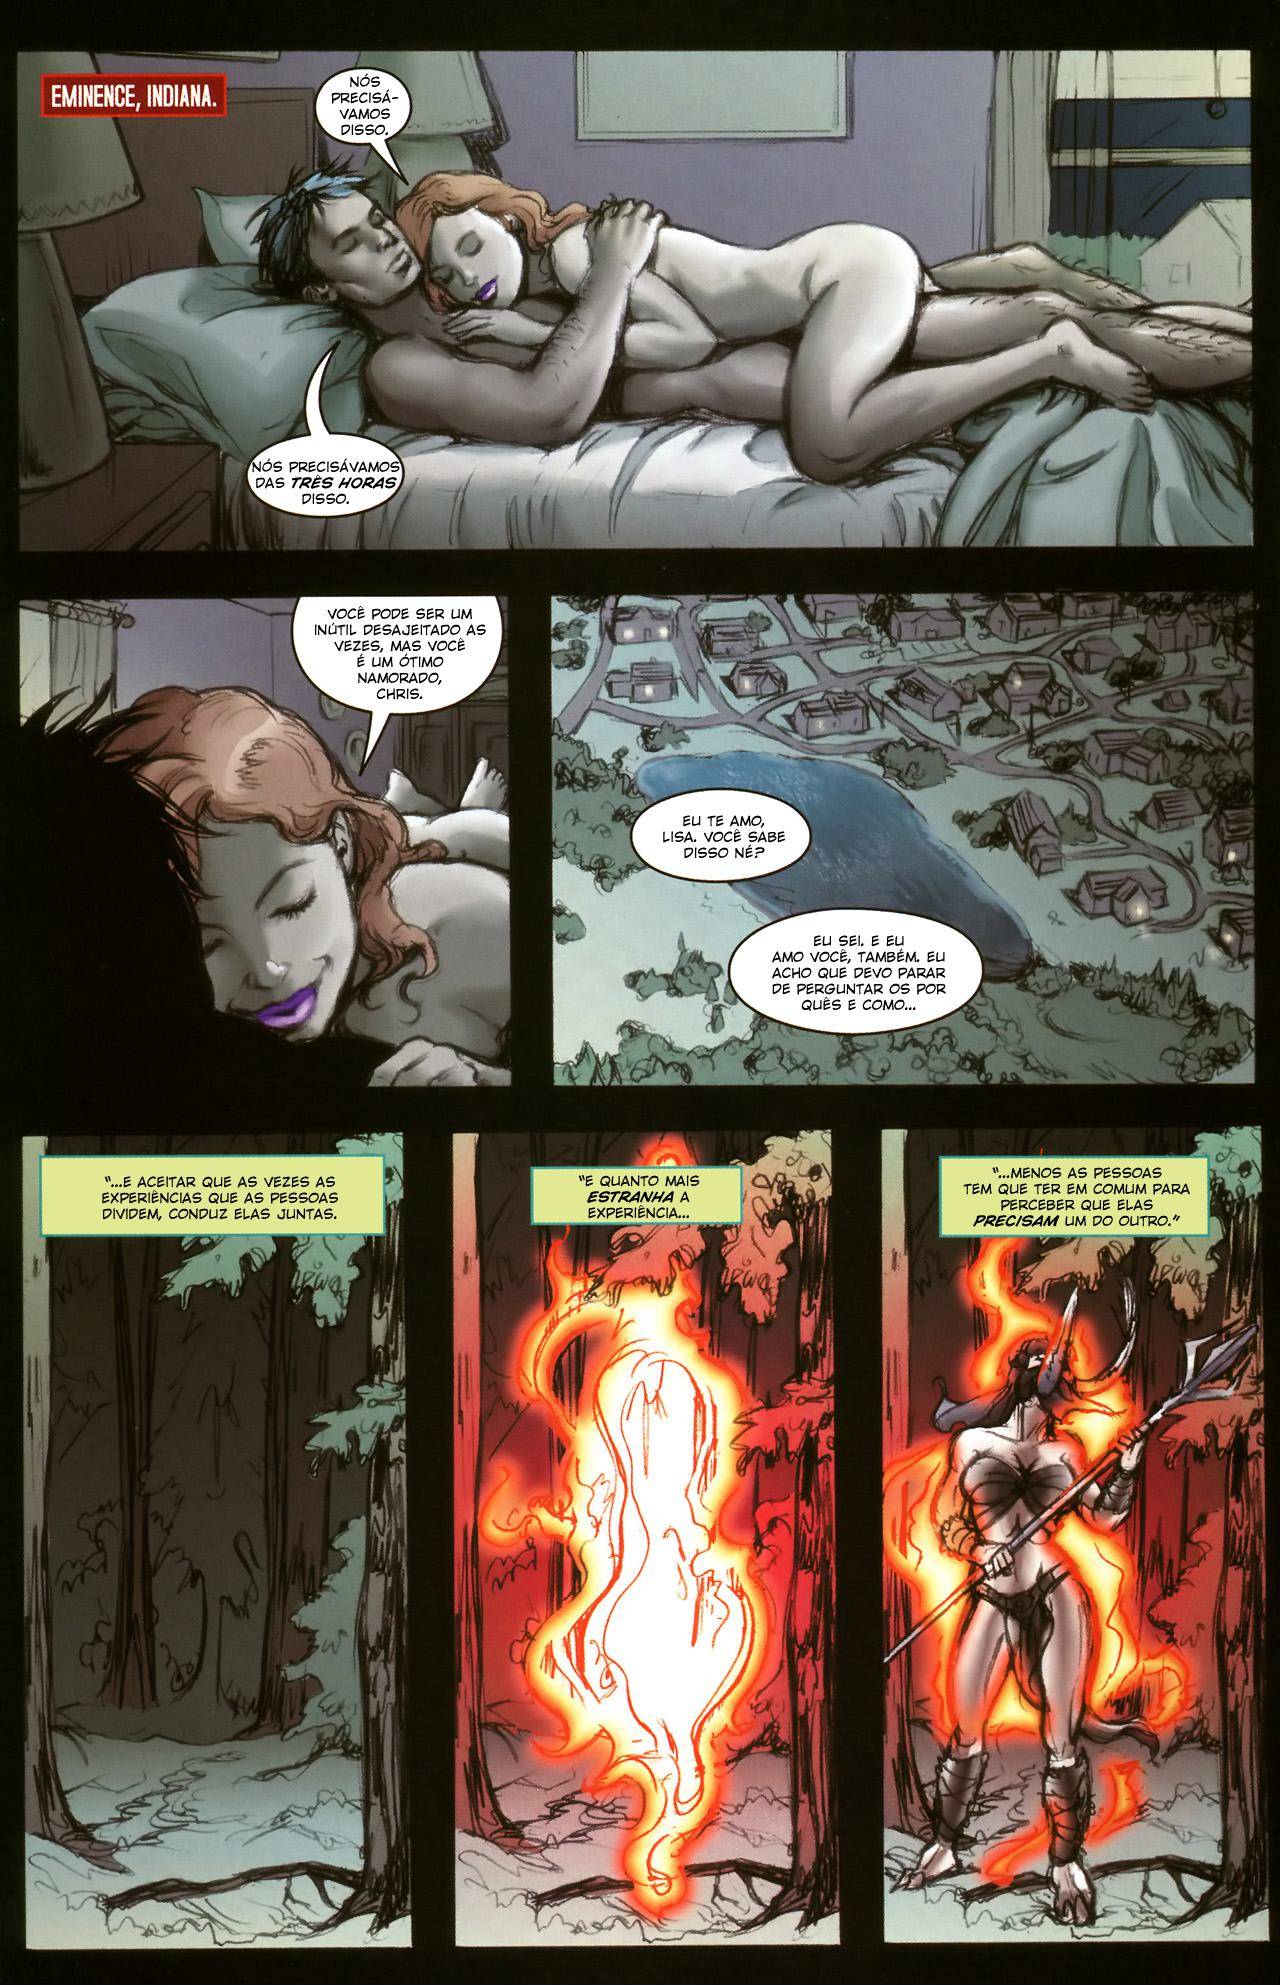 EMINENCE, INDIANA.
NÓS
PRECISÁ-
VAMOS
DISSO.
NÓS PRECISÁVAMOS
DAS TRÊS HORAS
DISSO.
VOCÊ PODE SER UM
INÚTIL DESAJEITADO AS
VEZES, MAS VOCÊ
É UM ÓTIMO
NAMORADO,
CHRIS.
EU TE AMO,
LISA. VOCÊ SABE
DISSO NÉ?
EU SEI. E EU
AMO VOCÊ, TAMBÉM. EU
ACHO QUE DEVO PARAR
DE PERGUNTAR OS POR
QUÊS E COMO...
"...E ACEITAR QUE AS VEZES AS
EXPERIÊNCIAS QUE AS PESSOAS
DIVIDEM, CONDUZ ELAS JUNTAS.
"E QUANTO MAIS
ESTRANHA A
EXPERIÊNCIA...
"...MENOS AS PESSOAS
TEM QUE TER EM COMUM PARA
PERCEBER QUE ELAS
PRECISAM UM DO OUTRO."